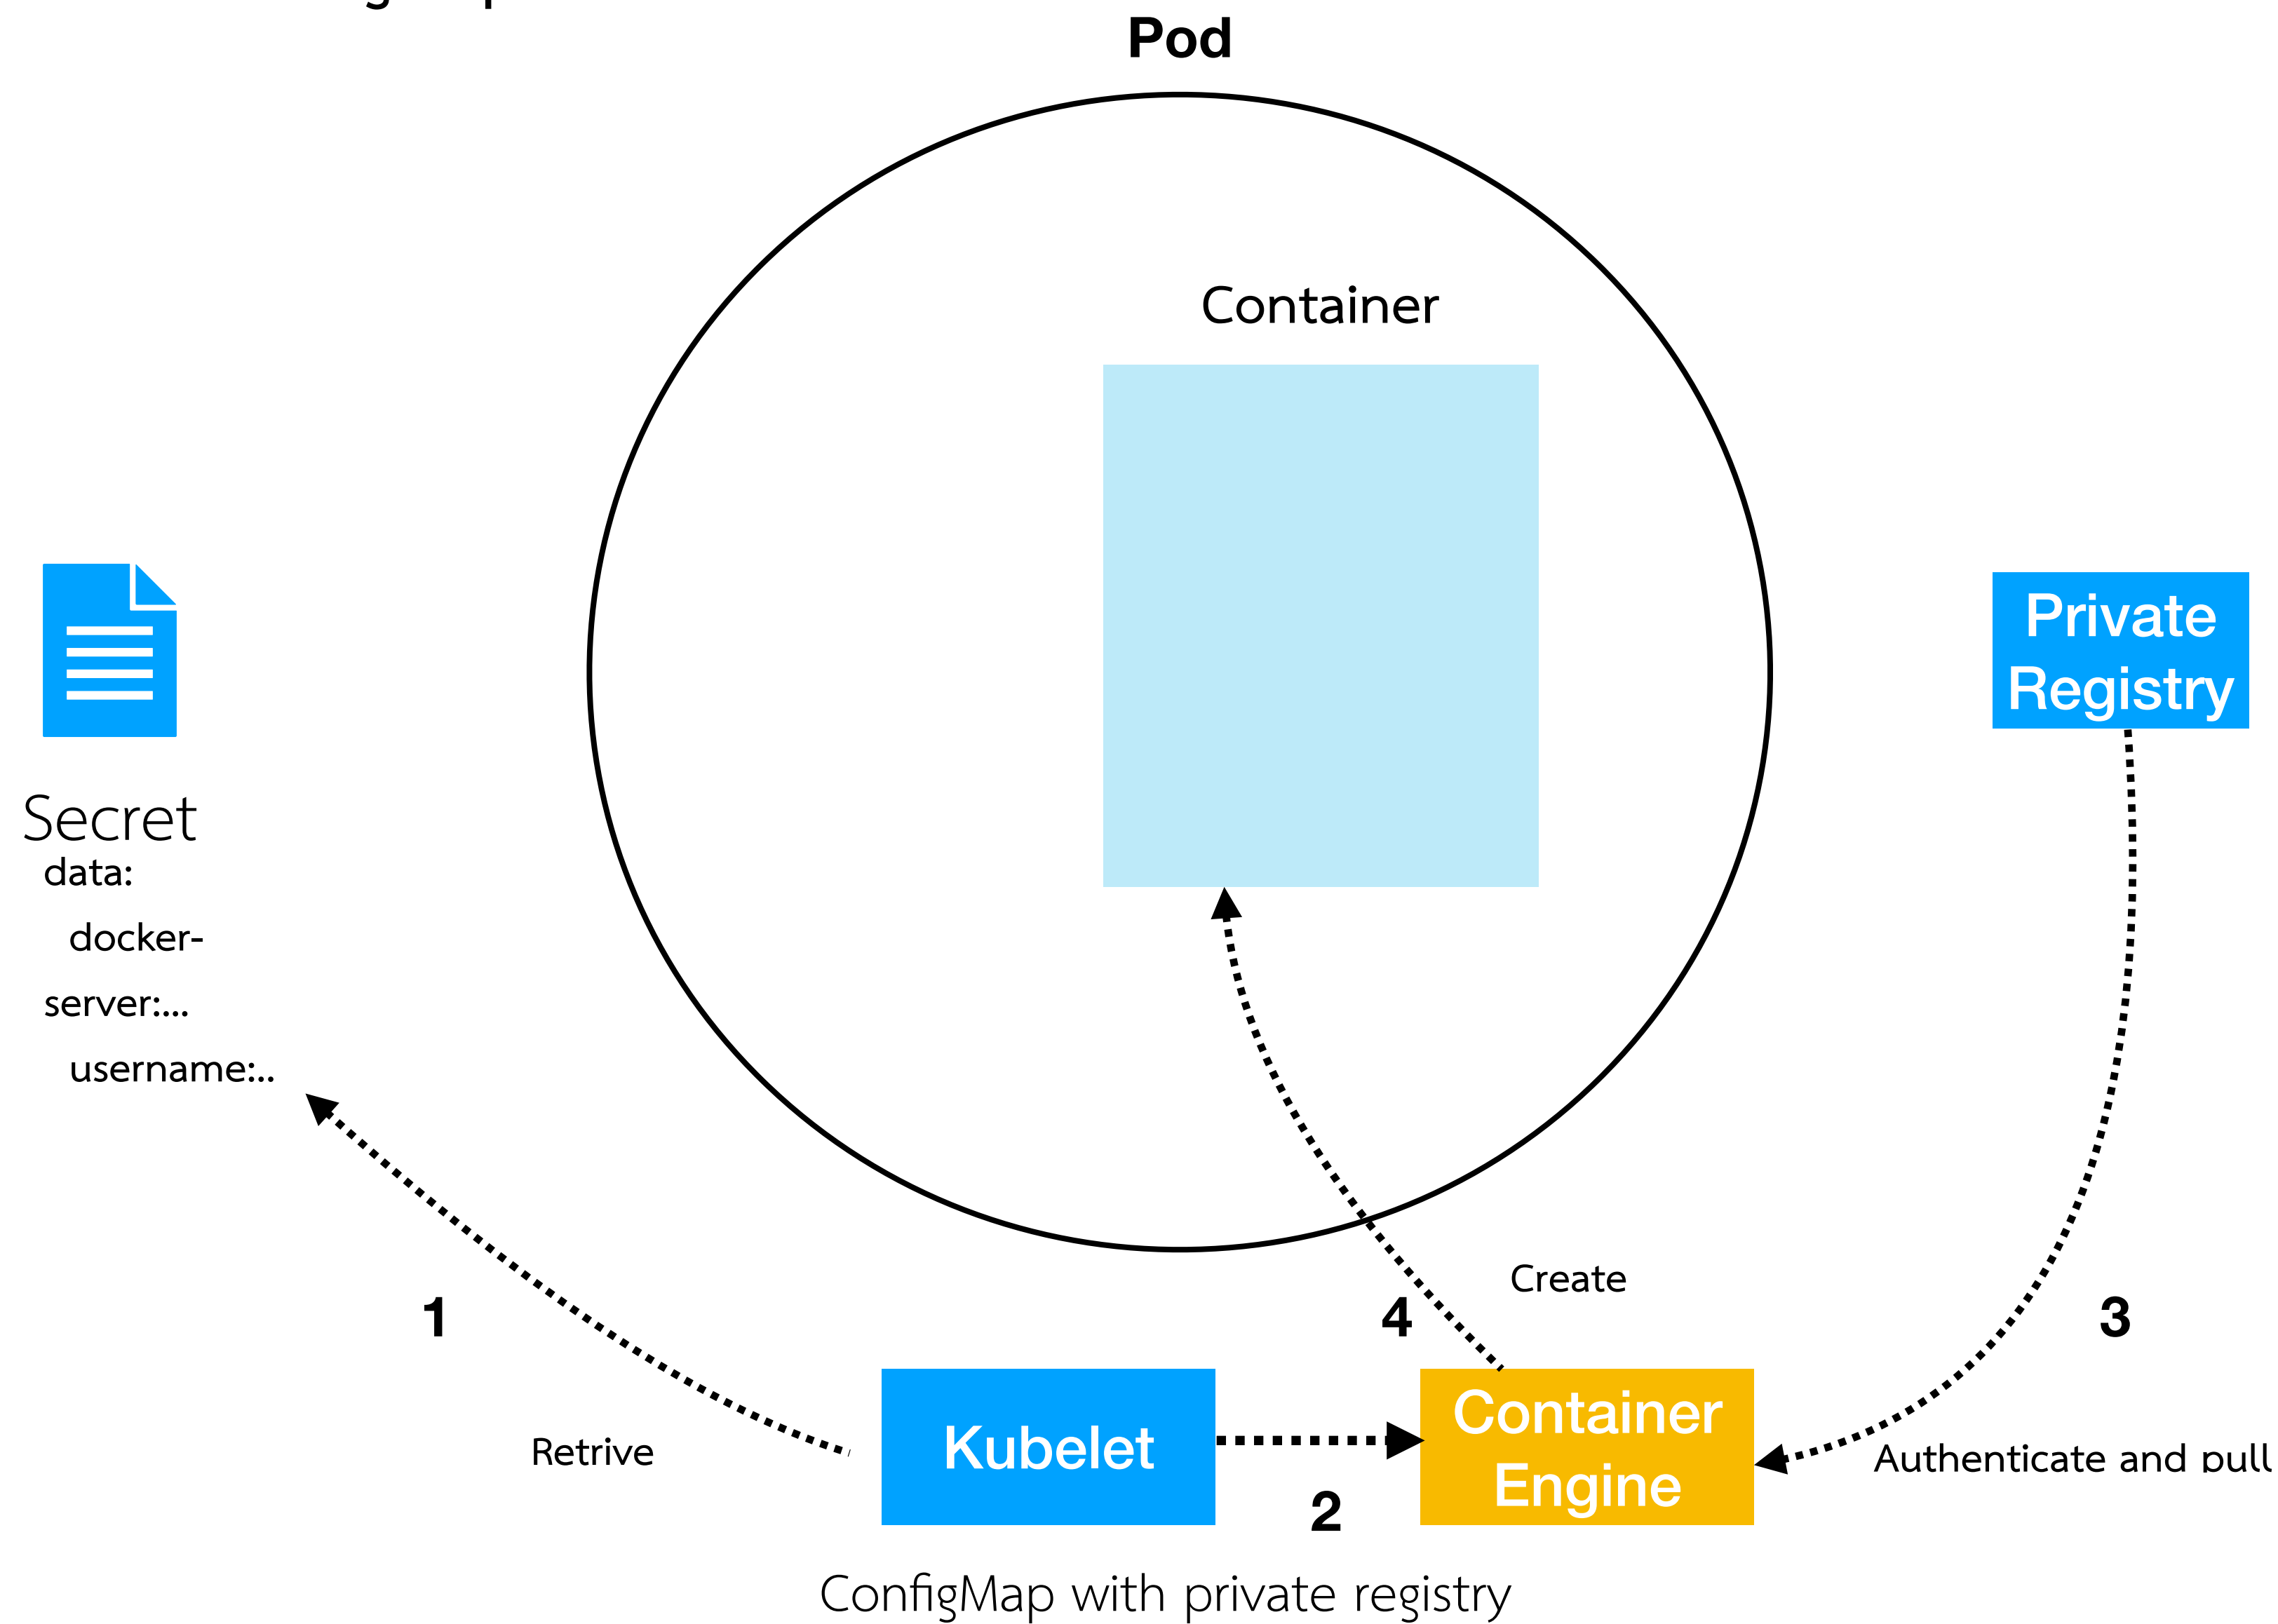 Pod
Container
Private
Registry
Secret
data:
docker-
server:...
username:..
Create
1
4
3
Retrive
Kubelet
Container
Engine
Authenticate and pull
2
ConfigMap with private registry